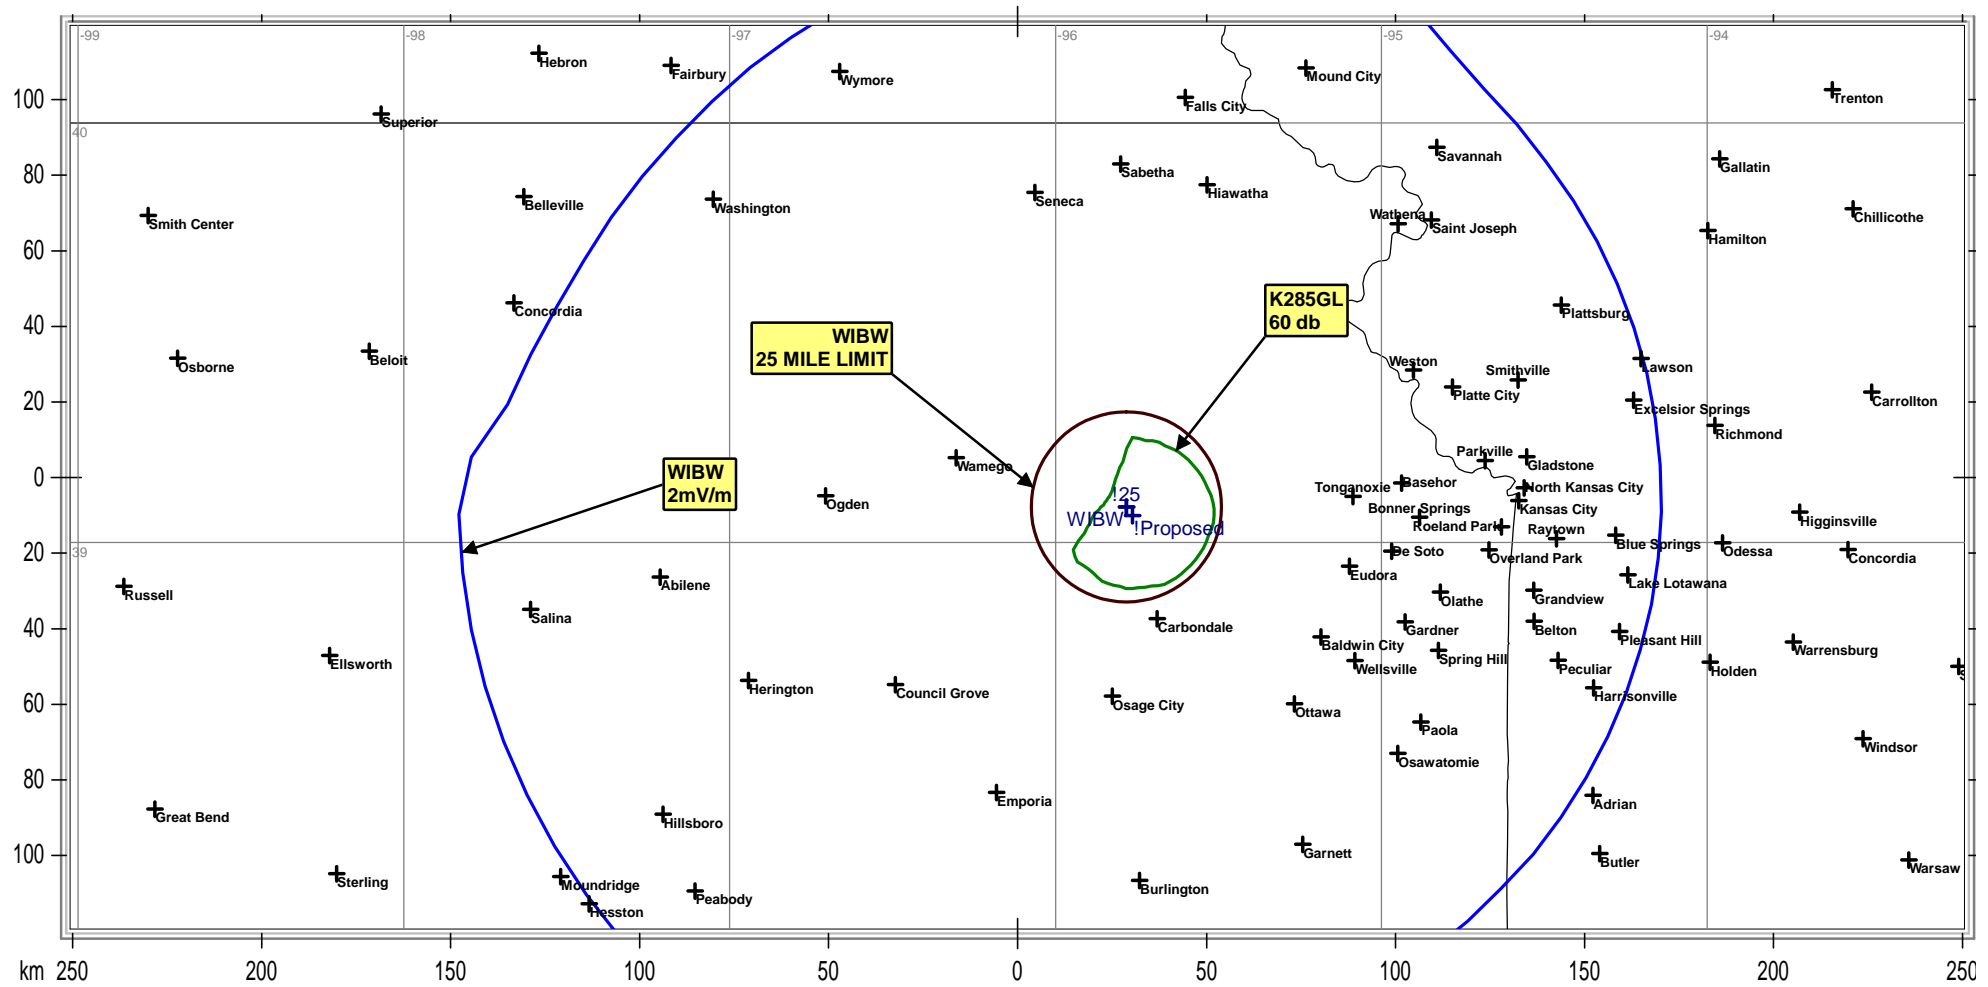 -99
-98
-97
-96
-95
-94
Hebron
Fairbury
Wymore
Mound City
Falls City
Trenton
100
Superior
40
Savannah
Gallatin
80
Sabetha
Hiawatha
Seneca
Belleville
Washington
Smith Center
Wathena
Saint Joseph
Chillicothe
Hamilton
60
Concordia
K285GL
60 db
Plattsburg
40
WIBW
25 MILE LIMIT
Osborne
Beloit
Weston
Smithville
Lawson
Platte City
20
Excelsior Springs
Carrollton
Richmond
Parkville
Gladstone
Wamego
WIBW
2mV/m
0
Basehor
Tonganoxie
North Kansas City
!25
Ogden
Bonner Springs
Kansas City
WIBW
!Proposed
Roeland Park
Raytown
Higginsville
20
39
De Soto
Overland Park
Blue Springs
Odessa
Concordia
Eudora
Abilene
Lake Lotawana
Russell
Olathe
Grandview
Salina
Carbondale
40
Gardner
Belton
Baldwin City
Pleasant Hill
Warrensburg
Ellsworth
Spring Hill
Wellsville
Peculiar
Holden
Herington
Council Grove
Harrisonville
60
Osage City
Ottawa
Paola
Windsor
Osawatomie
80
Emporia
Adrian
Great Bend
Hillsboro
Garnett
100
Butler
Warsaw
Sterling
Moundridge
Burlington
Peabody
Hesston
km 250 200 150 100 50 0 50 100 150 200 250